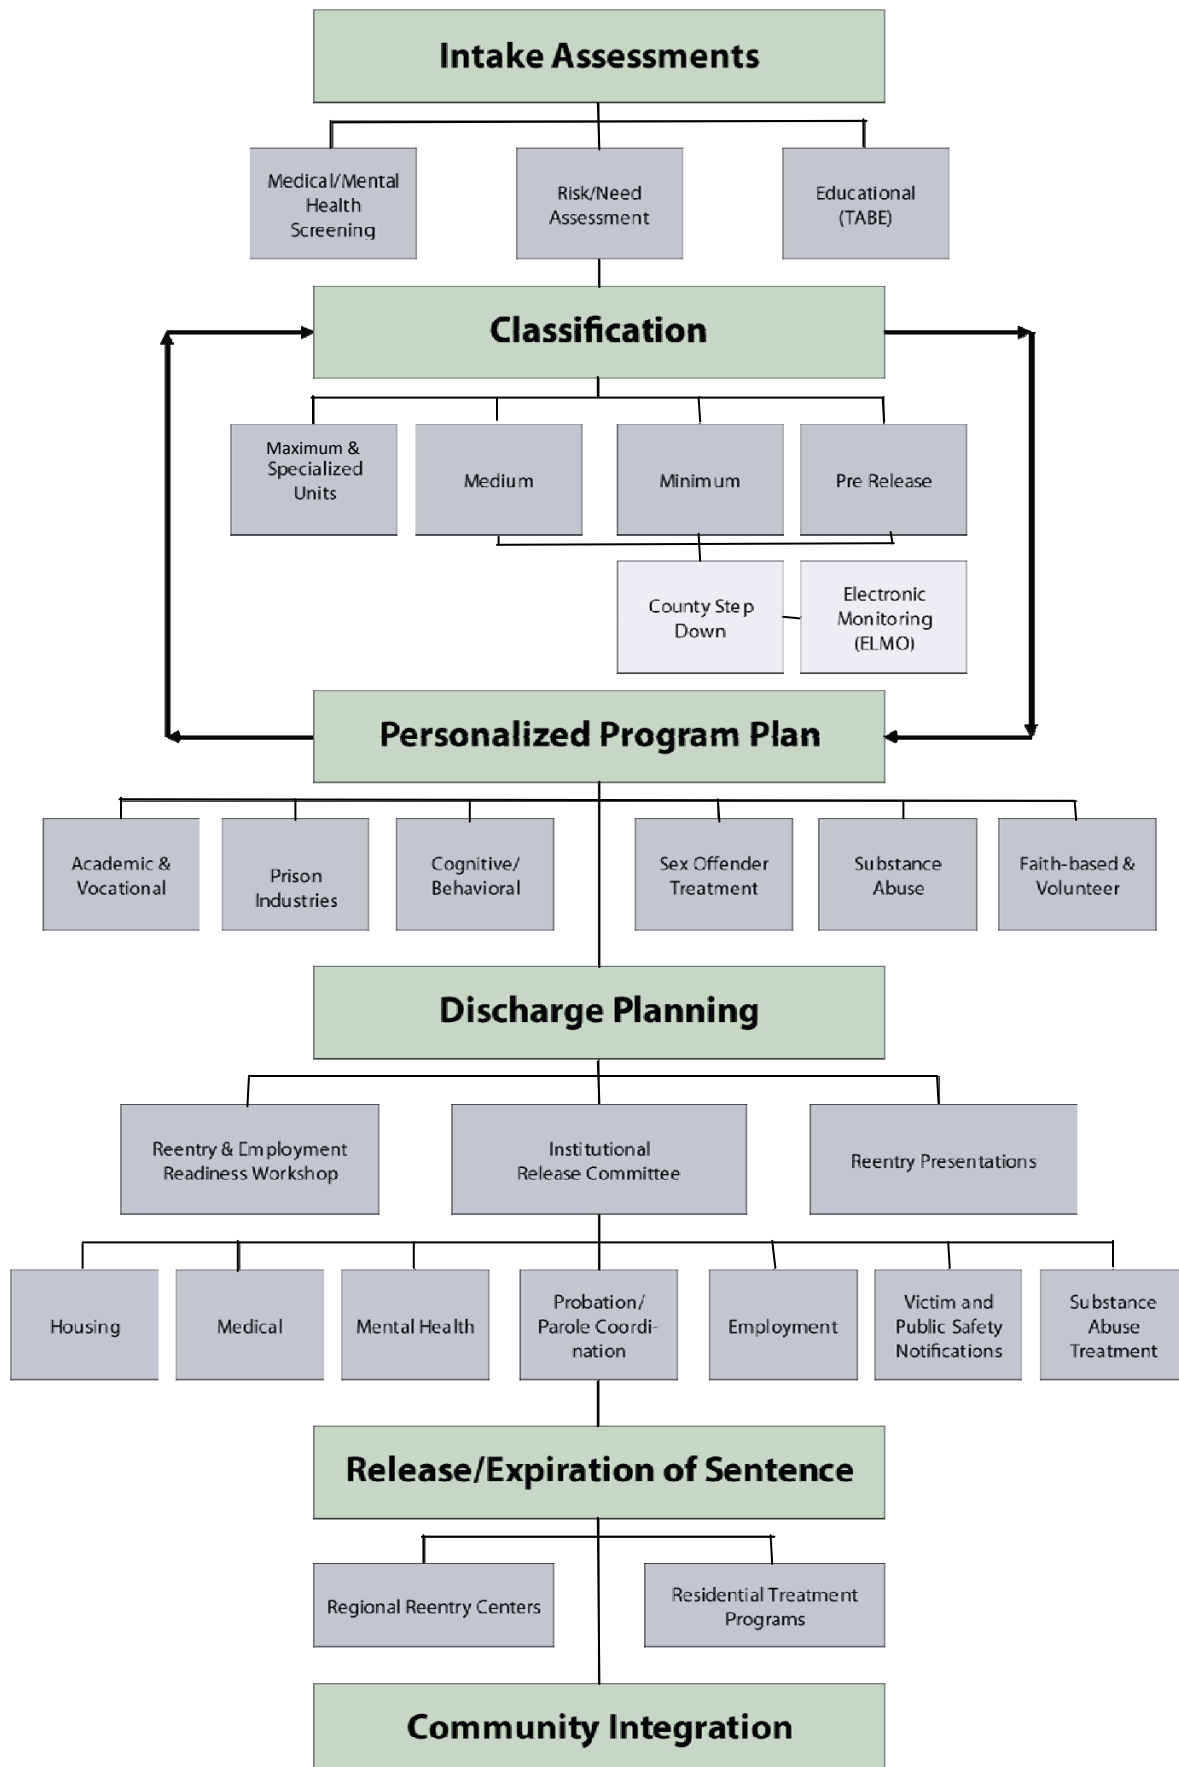 Intake Assessments
Medical/Mental
Health
Screening
Risk/Need
Assessment
Educational
(TABE)
Classification
Maximum &
Specialized
Units
Medium
Minimum
Pre Release
County Step
Down
Electronic
Monitoring
(ELMO)
Personalized Program Plan
Academic &
Vocational
Prison
Industries
Cognitive/
Behavioral
Sex Offender
Treatment
Substance
Abuse
Faith-based &
Volunteer
Discharge Planning
Reentry & Employment
Readiness Workshop
Institutional
Release Committee
Reentry Presentations
Housing
Medical
Mental Health
Probation/
Parole Coordi-
nation
Employment
Victim and
Public Safety
Notifications
Substance
Abuse
Treatment
Release/Expiration of Sentence
Regional Reentry Centers
Residential Treatment
Programs
Community Integration